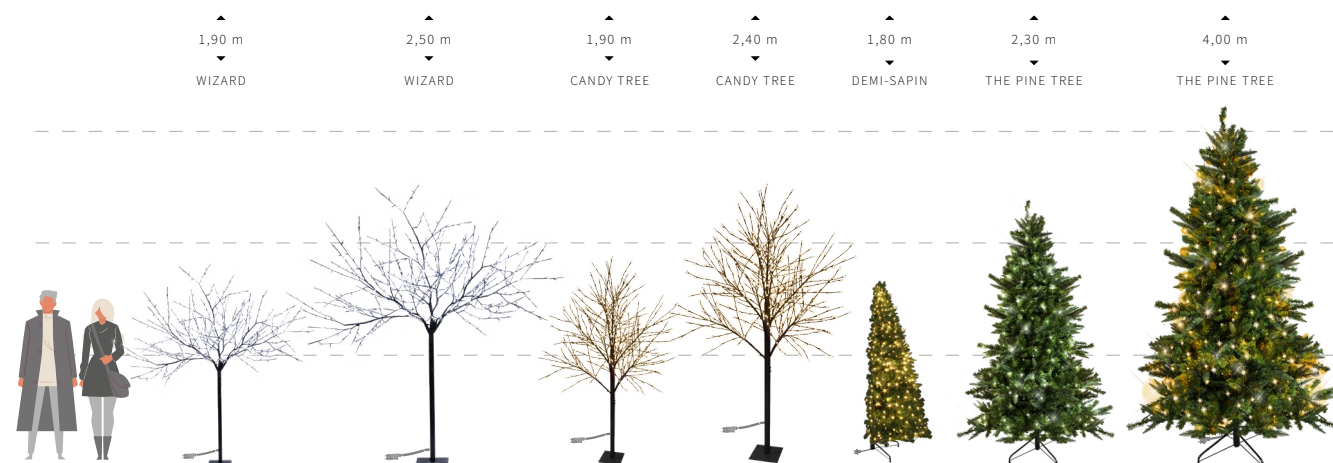 1,90 m
WIZARD
2,50 m
WIZARD
1,90 m
CANDY TREE
2,40 m
CANDY TREE
1,80 m
DEMI-SAPIN
2,30 m
THE PINE TREE
4,00 m
THE PINE TREE